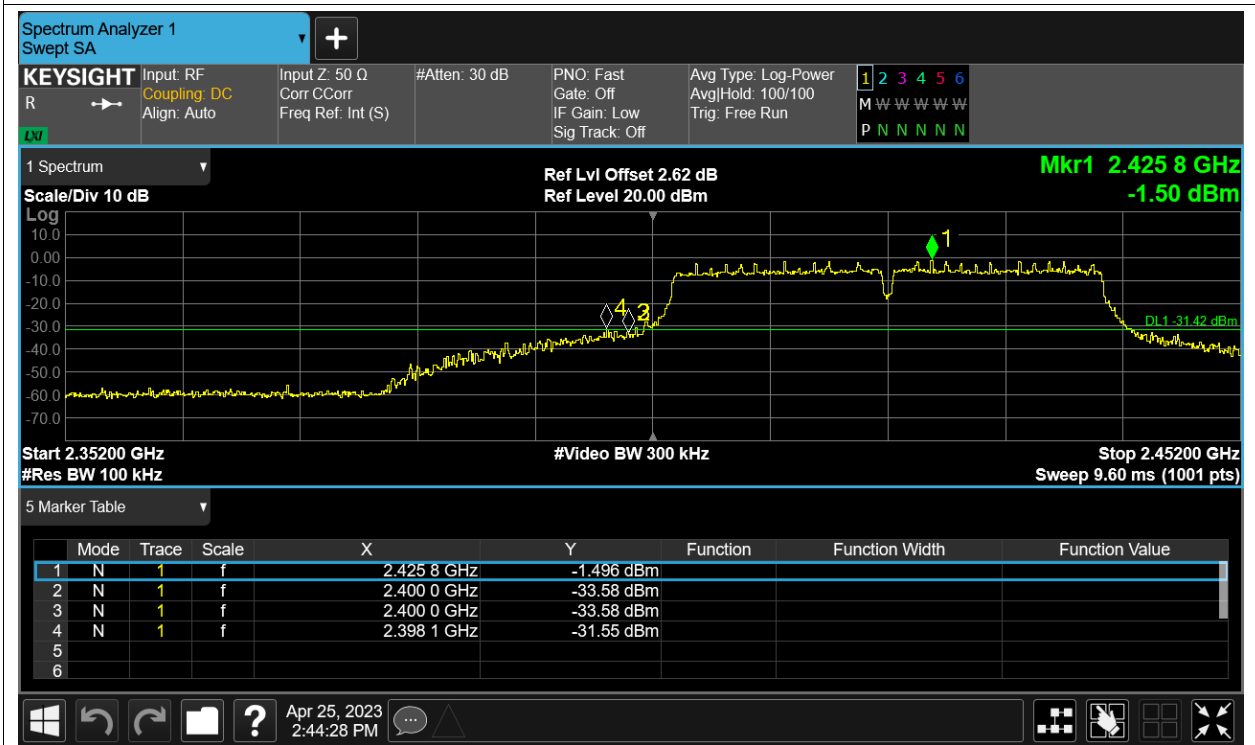 Spectrum Analyzer 1
Swept SA
+
KEYSIGHT
R
LXI
Input: RF
Coupling: DC
Align: Auto
Input Z: 50 Ω
Corr CCorr
Freq Ref: Int (S)
#Atten: 30 dB
PNO: Fast
Gate: Off
IF Gain: Low
Sig Track: Off
Avg Type: Log-Power
Avg|Hold: 100/100
Trig: Free Run
1 2 3 4 5 6
M W W W W W
P N N N N N
1 Spectrum
Scale/Div 10 dB
Ref Lvl Offset 2.62 dB
Ref Level 20.00 dBm
Mkr1 2.425 8 GHz
-1.50 dBm
Log
10.0
0.00
-10.0
-20.0
-30.0
-40.0
-50.0
-60.0
-70.0
1
4
DL1 -31.42 dBm
Start 2.35200 GHz
#Video BW 300 kHz
Stop 2.45200 GHz
#Res BW 100 kHz
Sweep 9.60 ms (1001 pts)
5 Marker Table
Mode Trace Scale X Y Function Function Width Function Value
1 N 1 f 2.425 8 GHz -1.496 dBm
2 N 1 f 2.400 0 GHz -33.58 dBm
3 N 1 f 2.400 0 GHz -33.58 dBm
4 N 1 f 2.398 1 GHz -31.55 dBm
5
6
?
Apr 25, 2023
2:44:28 PM